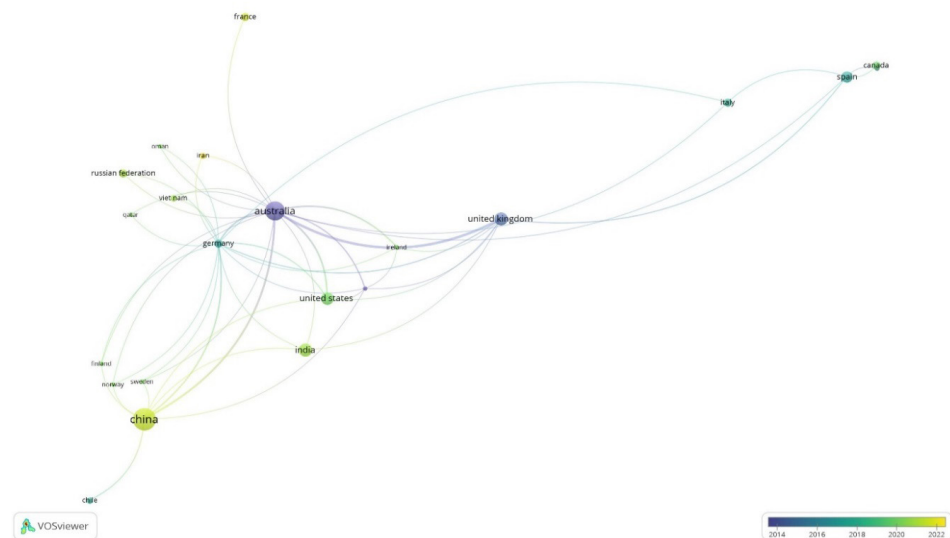 france
canada
spain
italy
oman
iran
russian federation
viet nam
qatar
australia
united kingdom
germany
ireland
united states
india
finland
norway
sweden
china
chile
VOSviewer
2014 2016 2018 2020 2022